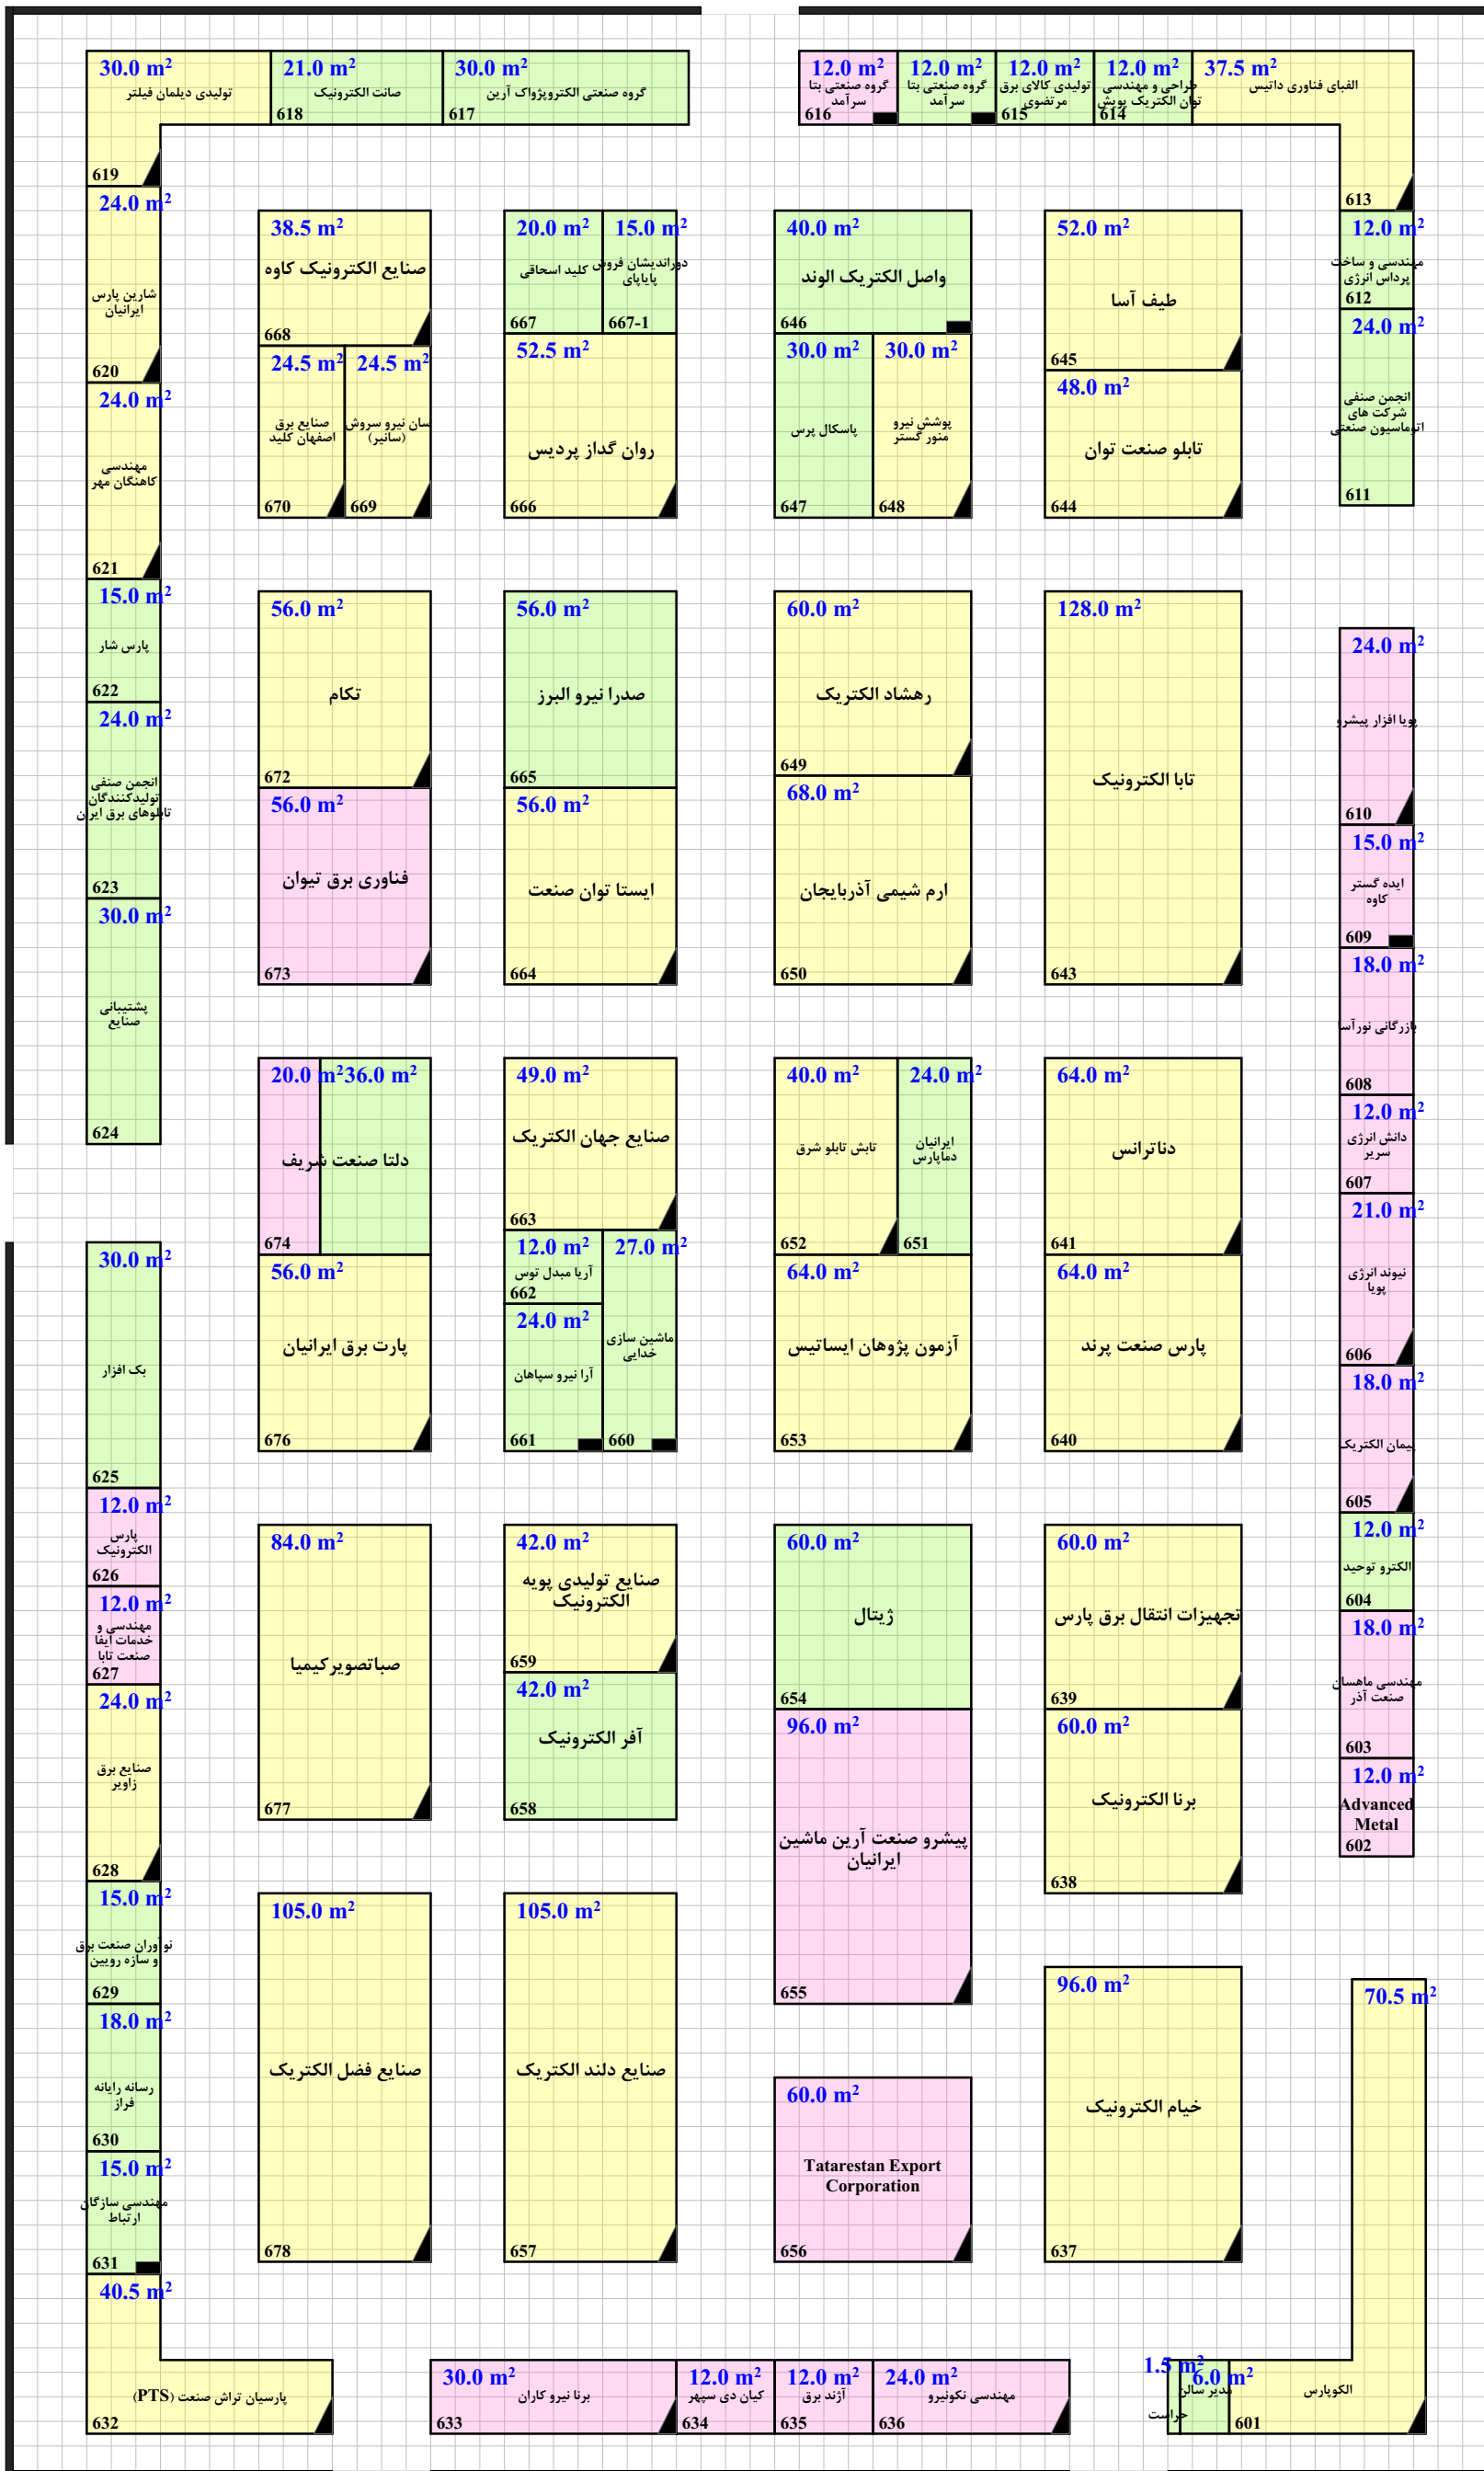 30.0 m²
تولیدی دیلمان فیلتر
619
21.0 m²
صانت الکترونیک
618
30.0 m²
گروه صنعتی الکتروپژواک آرین
617
12.0 m²
گروه صنعتی بتا
سرآمد
616
12.0 m²
گروه صنعتی بتا
سرآمد
12.0 m²
تولیدی کالای برق
مرتضوی
615
12.0 m²
طراحی و مهندسی
توان الکتریک پویش
614
37.5 m²
الفبای فناوری داتیس
613
24.0 m²
شارین پارس
ایرانیان
620
38.5 m²
صنایع الکترونیک کاوه
668
20.0 m²
کلید اسحاقی
667
15.0 m²
دوراندیشان فروش
پایاپای
667-1
40.0 m²
واصل الکتریک الوند
646
52.0 m²
طیف آسا
645
12.0 m²
مهندسی و ساخت
پرداس انرژی
612
24.0 m²
مهندسی
کاهنگان مهر
621
24.5 m²
صنایع برق
اصفهان کلید
670
24.5 m²
سان نیرو سروش
(سانیر)
669
52.5 m²
روان گداز پردیس
666
30.0 m²
پاسکال پرس
647
30.0 m²
پوشش نیرو
منور گستر
648
48.0 m²
تابلو صنعت توان
644
24.0 m²
انجمن صنفی
شرکت های
اتوماسیون صنعتی
611
15.0 m²
پارس شار
622
24.0 m²
انجمن صنفی
تولیدکنندگان
تابلوهای برق ایران
623
30.0 m²
پشتیبانی
صنایع
624
56.0 m²
تکام
672
56.0 m²
صدرا نیرو البرز
665
60.0 m²
رهشاد الکتریک
649
128.0 m²
تابا الکترونیک
643
24.0 m²
پویا افزار پیشرو
610
56.0 m²
فناوری برق تیوان
673
56.0 m²
ایستا توان صنعت
664
68.0 m²
ارم شیمی آذربایجان
650
15.0 m²
ایده گستر
کاوه
609
18.0 m²
بازرگانی نورآسا
608
20.0 m²
36.0 m²
دلتا صنعت شریف
674
49.0 m²
صنایع جهان الکتریک
663
40.0 m²
تابش تابلو شرق
652
24.0 m²
ایرانیان
دماپارس
651
64.0 m²
دناترانس
641
12.0 m²
دانش انرژی
سریر
607
21.0 m²
نیوند انرژی
پویا
606
30.0 m²
بک افزار
625
56.0 m²
پارت برق ایرانیان
676
12.0 m²
آریا مبدل توس
662
24.0 m²
آرا نیرو سپاهان
661
27.0 m²
ماشین سازی
خدایی
660
64.0 m²
آزمون پژوهان ایساتیس
653
64.0 m²
پارس صنعت پرند
640
18.0 m²
پیمان الکتریک
605
12.0 m²
پارس
الکترونیک
626
12.0 m²
مهندسی و
خدمات ایفا
صنعت تابا
627
24.0 m²
صنایع برق
زاویر
628
84.0 m²
صباتصویرکیمیا
677
42.0 m²
صنایع تولیدی پویه
الکترونیک
659
42.0 m²
آفر الکترونیک
658
60.0 m²
ژیتال
654
60.0 m²
تجهیزات انتقال برق پارس
639
12.0 m²
الکترو توحید
604
18.0 m²
مهندسی ماهسان
صنعت آذر
603
96.0 m²
پیشرو صنعت آرین ماشین
ایرانیان
655
60.0 m²
برنا الکترونیک
638
12.0 m²
Advanced
Metal
602
15.0 m²
نوآوران صنعت برق
و سازه رویین
629
18.0 m²
رسانه رایانه
فراز
630
15.0 m²
مهندسی سازگان
ارتباط
631
105.0 m²
صنایع فضل الکتریک
678
105.0 m²
صنایع دلند الکتریک
657
60.0 m²
Tatarestan Export
Corporation
656
96.0 m²
خیام الکترونیک
637
70.5 m²
الکوپارس
601
40.5 m²
پارسیان تراش صنعت (PTS)
632
30.0 m²
برنا نیرو کاران
633
12.0 m²
کیان دی سپهر
634
12.0 m²
آژند برق
635
24.0 m²
مهندسی نکونیرو
636
1.5 m²
حراست
6.0 m²
مدیر سالن